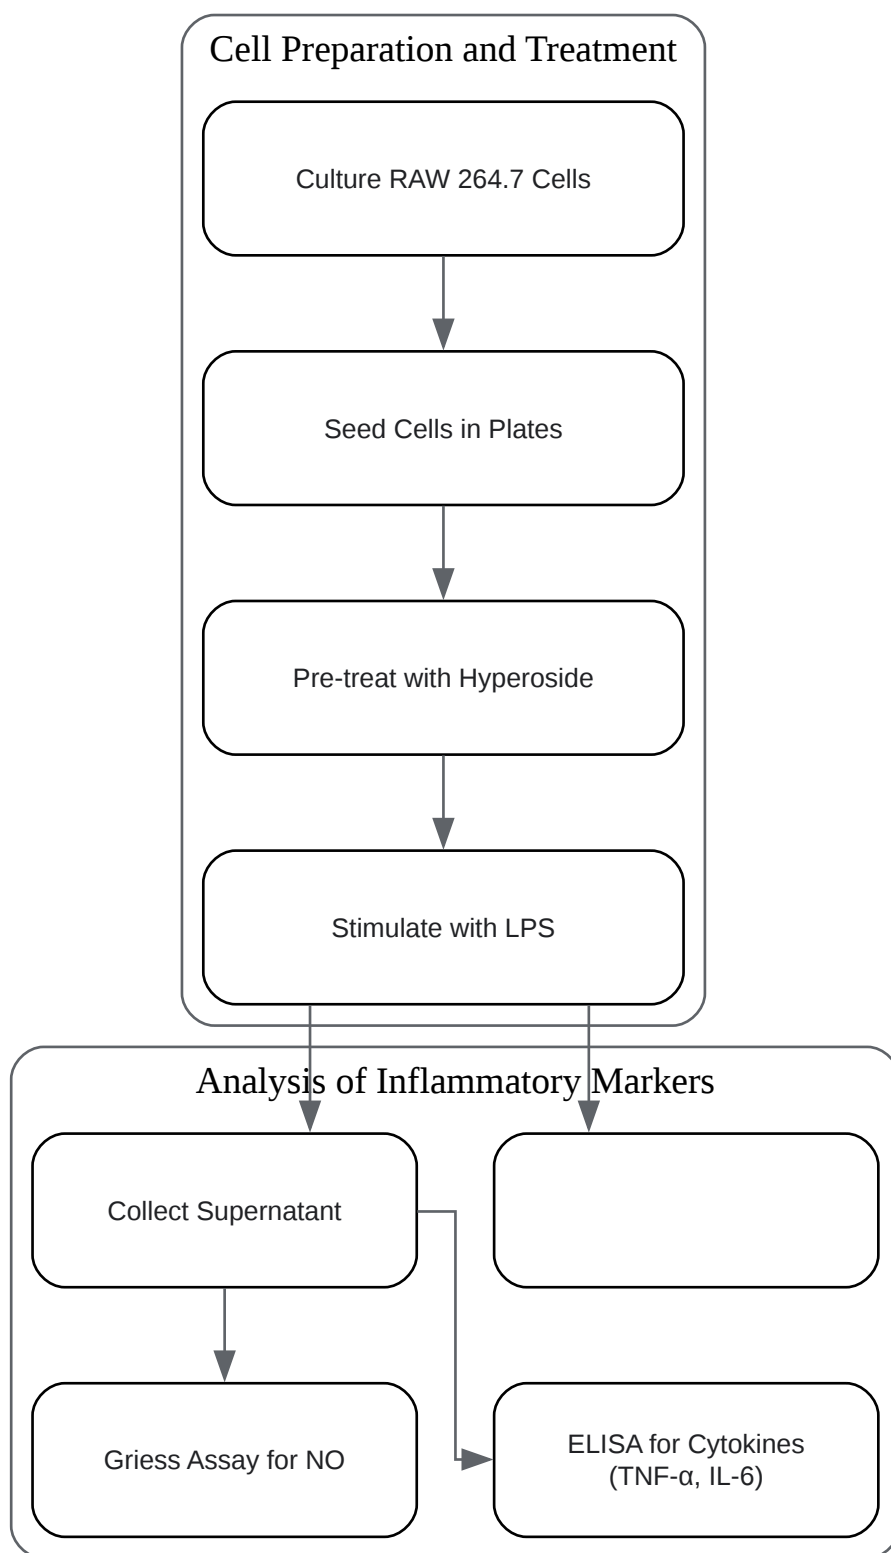 Cell Preparation and Treatment
Culture RAW 264.7 Cells
Seed Cells in Plates
Pre-treat with Hyperoside
Stimulate with LPS
Analysis of Inflammatory Markers
Collect Supernatant
Griess Assay for NO
ELISA for Cytokines
(TNF-α, IL-6)